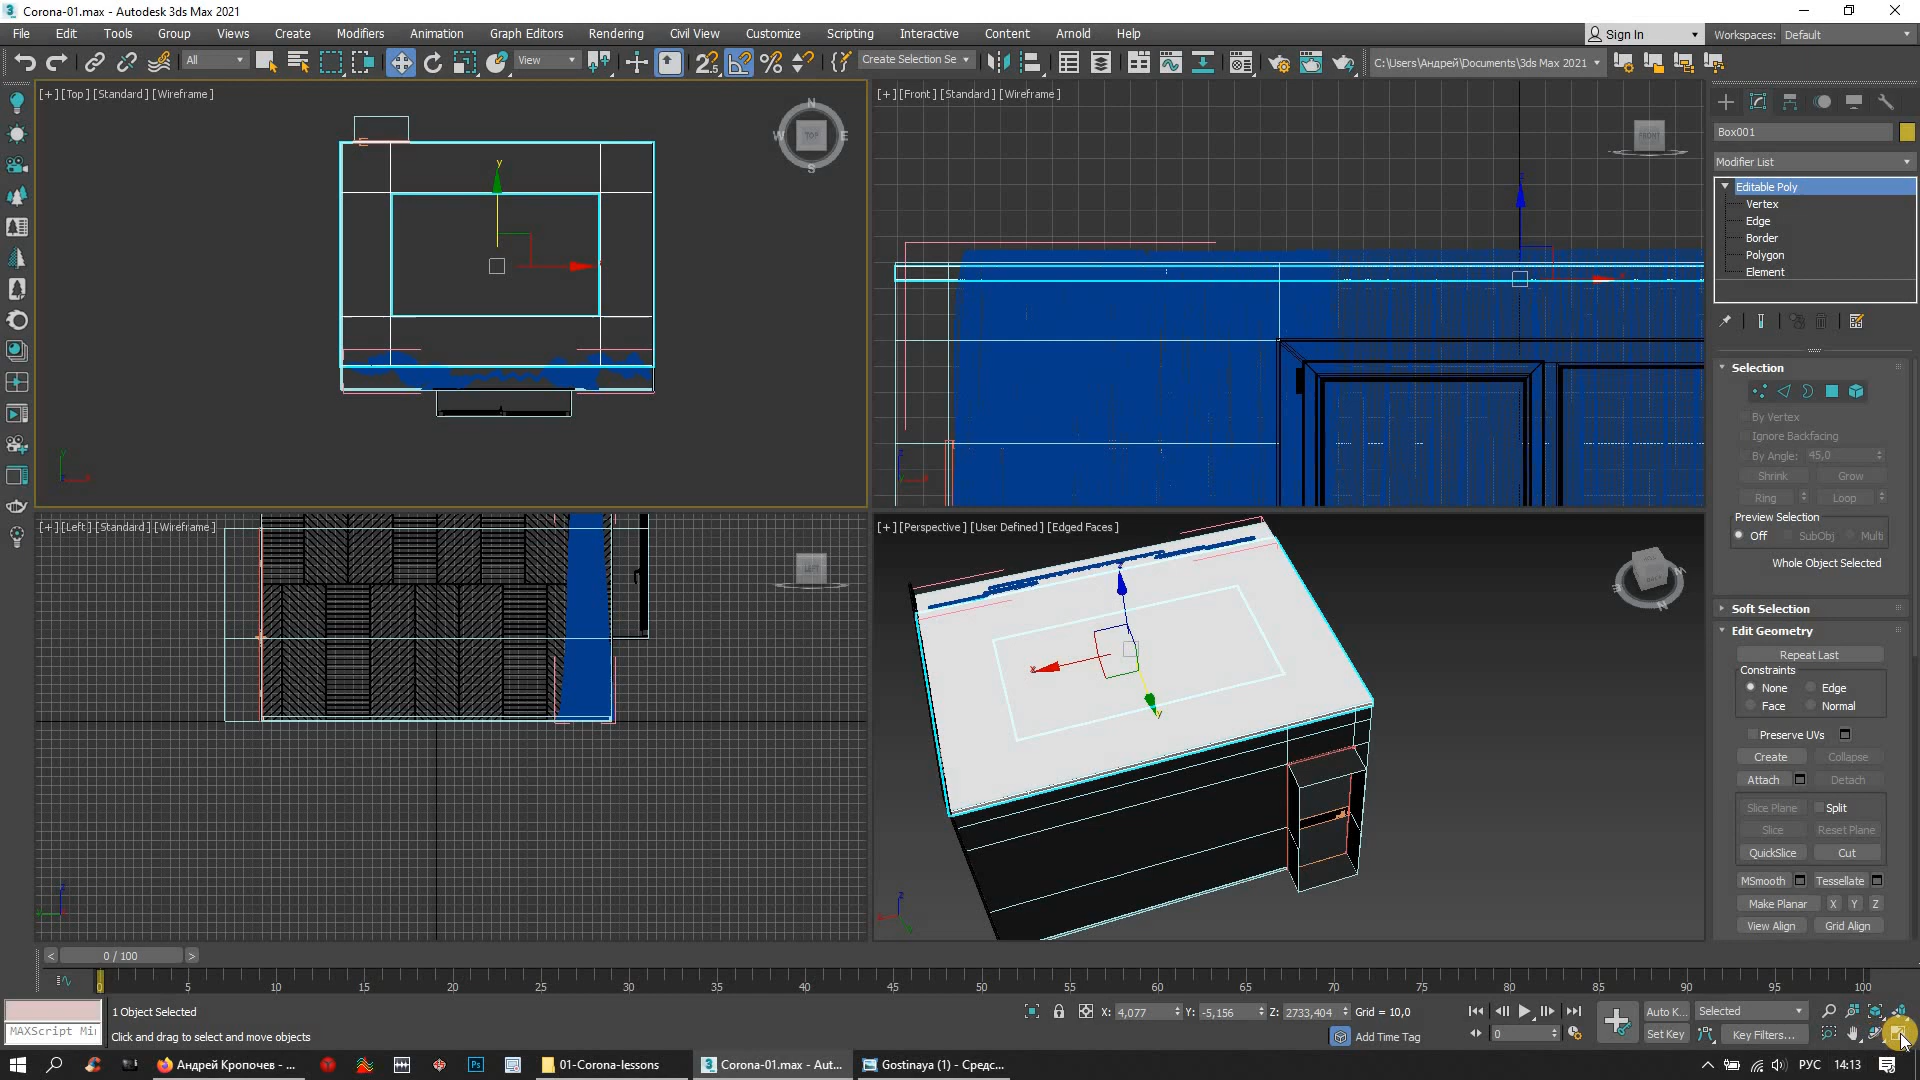 Corona-01.max - Autodesk 3ds Max 2021
File Edit Tools Group Views Create Modifiers Animation Graph Editors Rendering Civil View Customize Scripting Interactive Content Arnold Help Sign In Workspaces: Default
All View Create Selection Se C:\Users\Андрей\Documents\3ds Max 2021
[+] [Top] [Standard] [Wireframe]
[+] [Front] [Standard] [Wireframe]
[+] [Left] [Standard] [Wireframe]
[+] [Perspective] [User Defined] [Edged Faces]
N
W TOP E
S
FRONT
LEFT
Box001
Modifier List
Editable Poly
Vertex
Edge
Border
Polygon
Element
Selection
By Vertex
Ignore Backfacing
By Angle: 45,0
Shrink Grow
Ring Loop
Preview Selection
Off SubObj Multi
Whole Object Selected
Soft Selection
Edit Geometry
Repeat Last
Constraints
None Edge
Face Normal
Preserve UVs
Create Collapse
Attach Detach
Slice Plane Split
Slice Reset Plane
QuickSlice Cut
MSmooth Tessellate
Make Planar X Y Z
View Align Grid Align
< 0 / 100 >
0 5 10 15 20 25 30 35 40 45 50 55 60 65 70 75 80 85 90 95 100
1 Object Selected
MAXScript Mi
Click and drag to select and move objects
X: 4,077 Y: -5,156 Z: 2733,404 Grid = 10,0
Add Time Tag
0
Auto K... Selected
Set Key Key Filters...
Андрей Кропочев - ... 01-Corona-lessons Corona-01.max - Aut... Gostinaya (1) - Средс... РУС 14:13